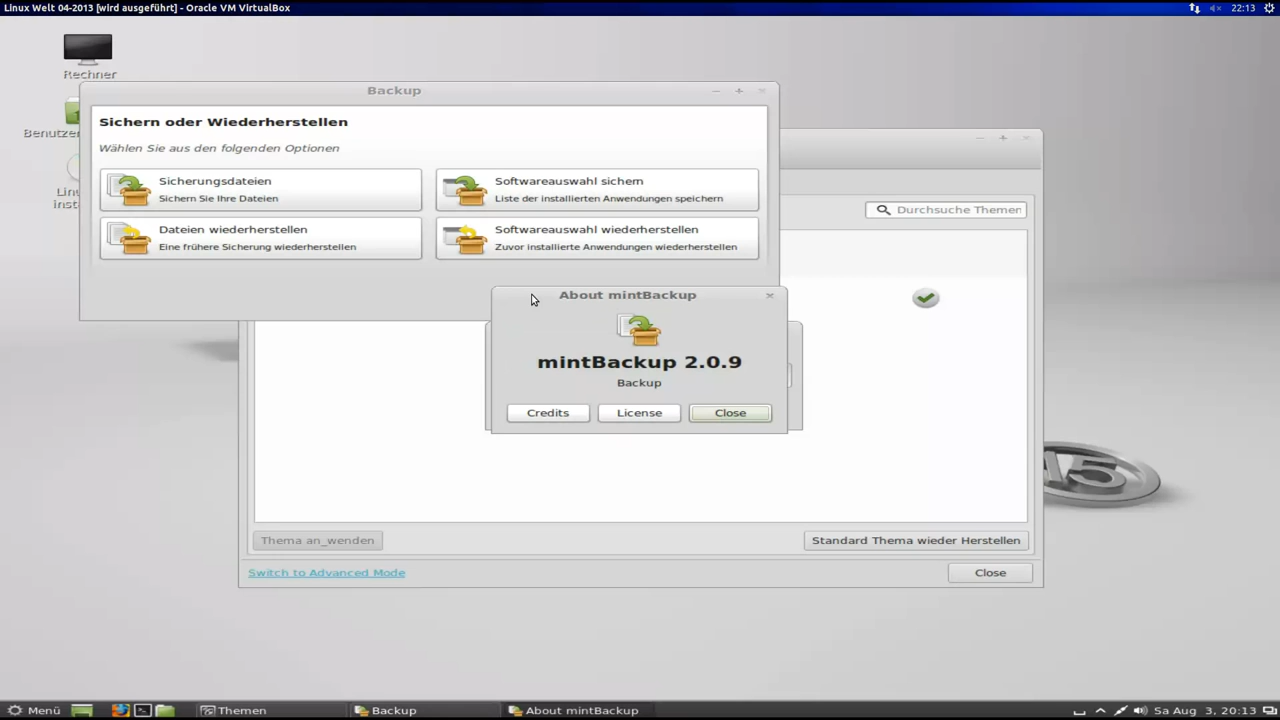 Linux Welt 04-2013 [wird ausgeführt] - Oracle VM VirtualBox
22:13
Rechner
Backup
Sichern oder Wiederherstellen
Wählen Sie aus den folgenden Optionen
Sicherungsdateien
Sichern Sie Ihre Dateien
Softwareauswahl sichern
Liste der installierten Anwendungen speichern
Dateien wiederherstellen
Eine frühere Sicherung wiederherstellen
Softwareauswahl wiederherstellen
Zuvor installierte Anwendungen wiederherstellen
Durchsuche Themen
About mintBackup
mintBackup 2.0.9
Backup
Credits
License
Close
Thema an_wenden
Standard Thema wieder Herstellen
Switch to Advanced Mode
Close
Menü
Themen
Backup
About mintBackup
Sa Aug 3, 20:13